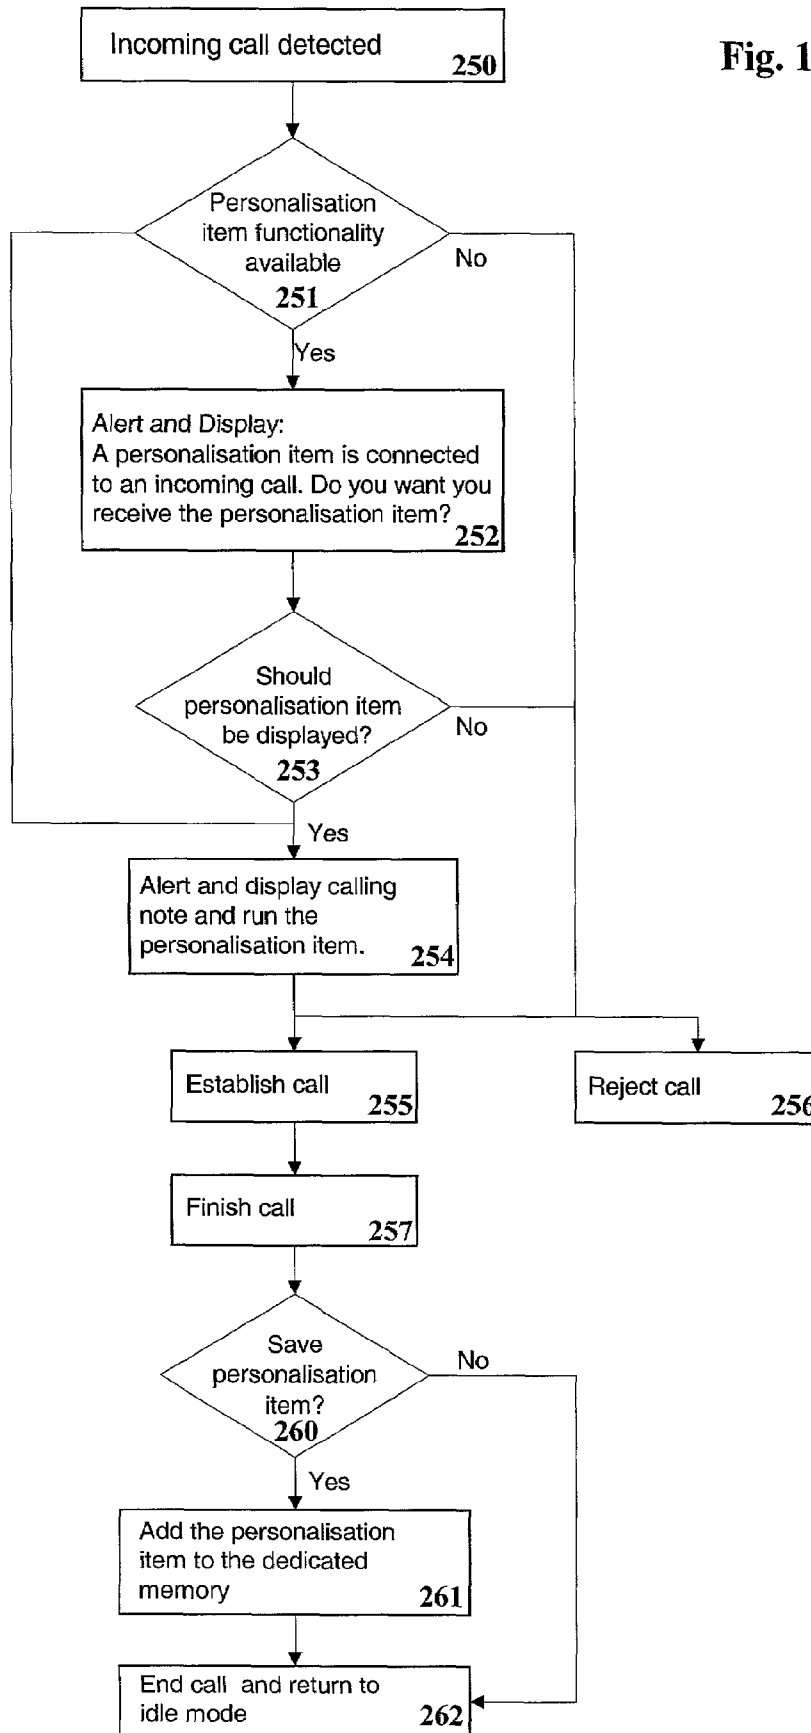 Incoming call detected
250
Fig. 1
Personalisation
item functionality
available
251
No
Yes
Alert and Display:
A personalisation item is connected
to an incoming call. Do you want you
receive the personalisation item?
252
Should
personalisation item
be displayed?
253
No
Yes
Alert and display calling
note and run the
personalisation item.
254
Establish call
255
Reject call
256
Finish call
257
Save
personalisation
item?
260
No
Yes
Add the personalisation
item to the dedicated
memory
261
End call and return to
idle mode
262